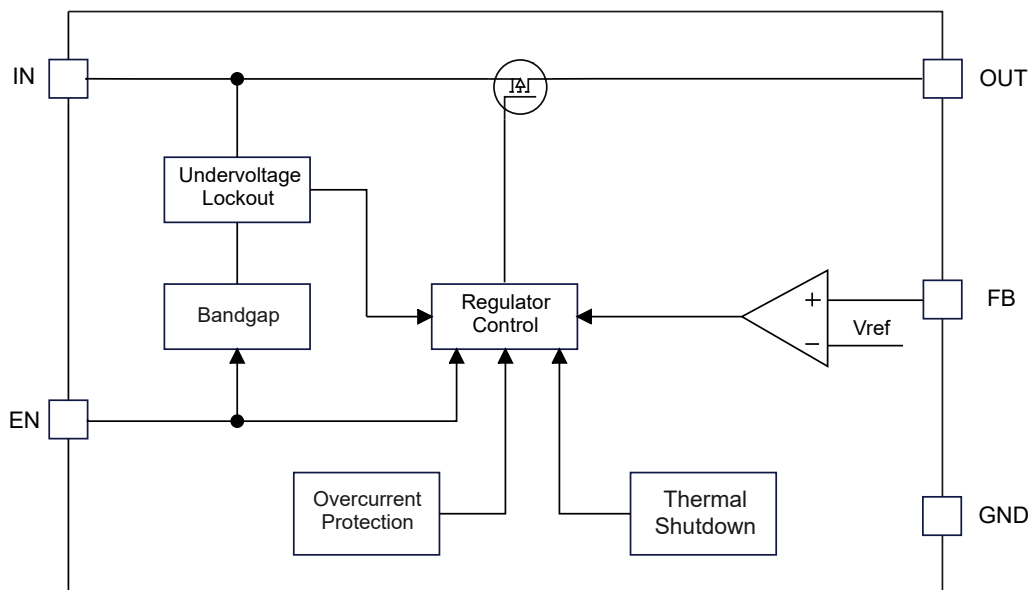 IN
OUT
Undervoltage
Lockout
Bandgap
Regulator
Control
+
FB
Vref
−
EN
Overcurrent
Protection
Thermal
Shutdown
GND